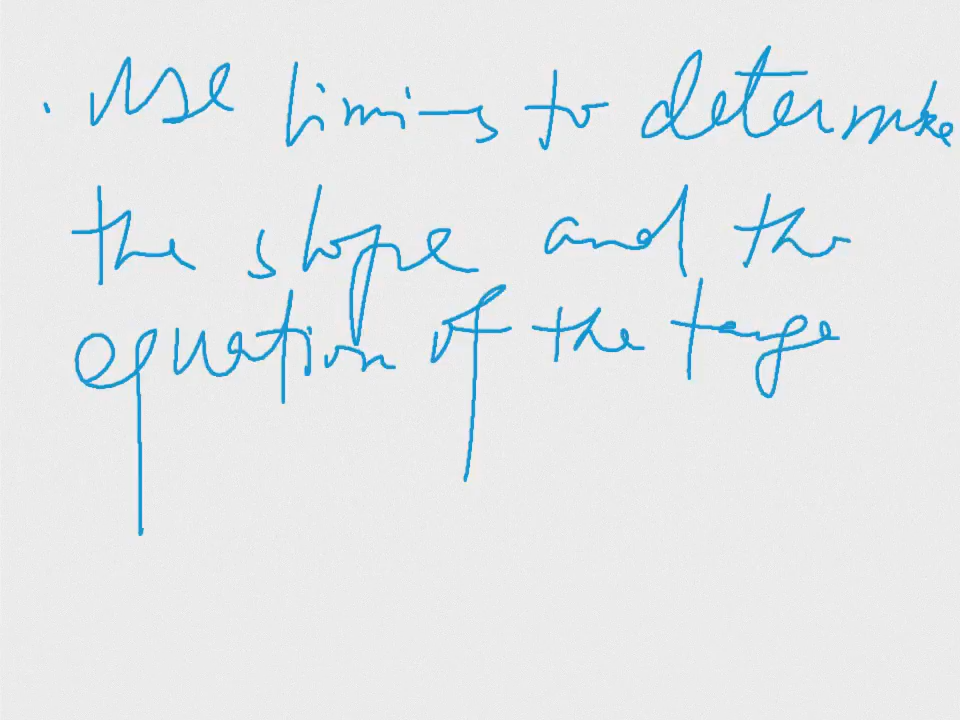 . Use limits to determine
the slope and the
equation of the tange